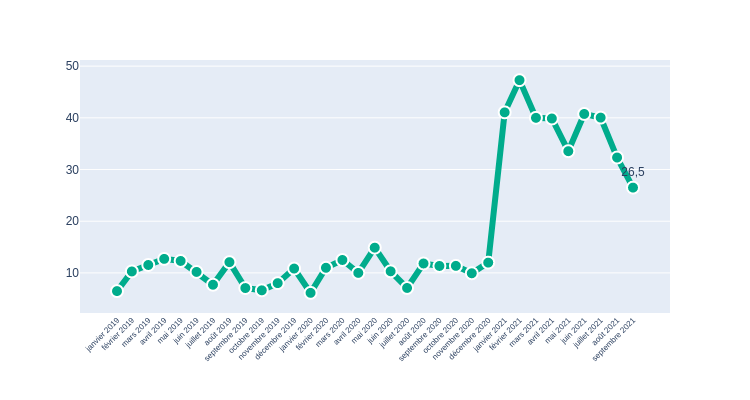 50
40
30
20
10
26,5
janvier 2019
février 2019
mars 2019
avril 2019
mai 2019
juin 2019
juillet 2019
août 2019
septembre 2019
octobre 2019
novembre 2019
décembre 2019
janvier 2020
février 2020
mars 2020
avril 2020
mai 2020
juin 2020
juillet 2020
août 2020
septembre 2020
octobre 2020
novembre 2020
décembre 2020
janvier 2021
février 2021
mars 2021
avril 2021
mai 2021
juin 2021
juillet 2021
août 2021
septembre 2021